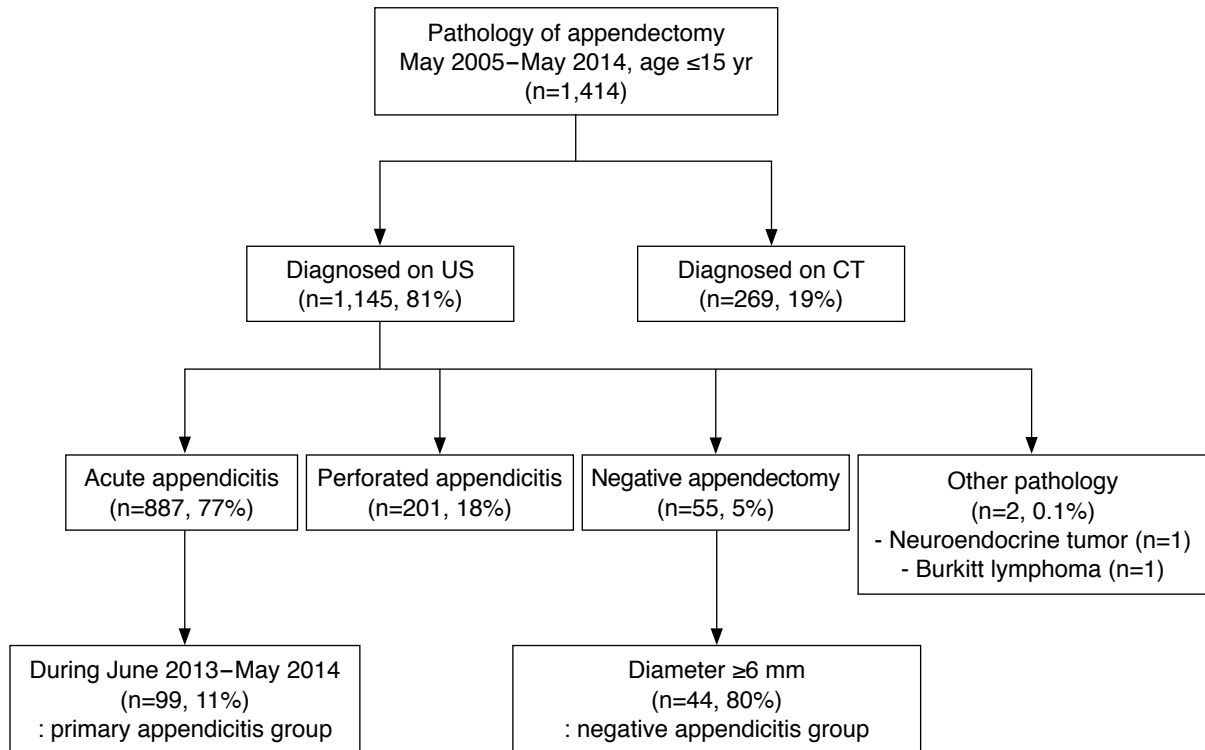 Pathology of appendectomy
May 2005–May 2014, age ≤15 yr
(n=1,414)
Diagnosed on US
(n=1,145, 81%)
Diagnosed on CT
(n=269, 19%)
Acute appendicitis
(n=887, 77%)
Perforated appendicitis
(n=201, 18%)
Negative appendectomy
(n=55, 5%)
Other pathology
(n=2, 0.1%)
- Neuroendocrine tumor (n=1)
- Burkitt lymphoma (n=1)
During June 2013–May 2014
(n=99, 11%)
: primary appendicitis group
Diameter ≥6 mm
(n=44, 80%)
: negative appendicitis group